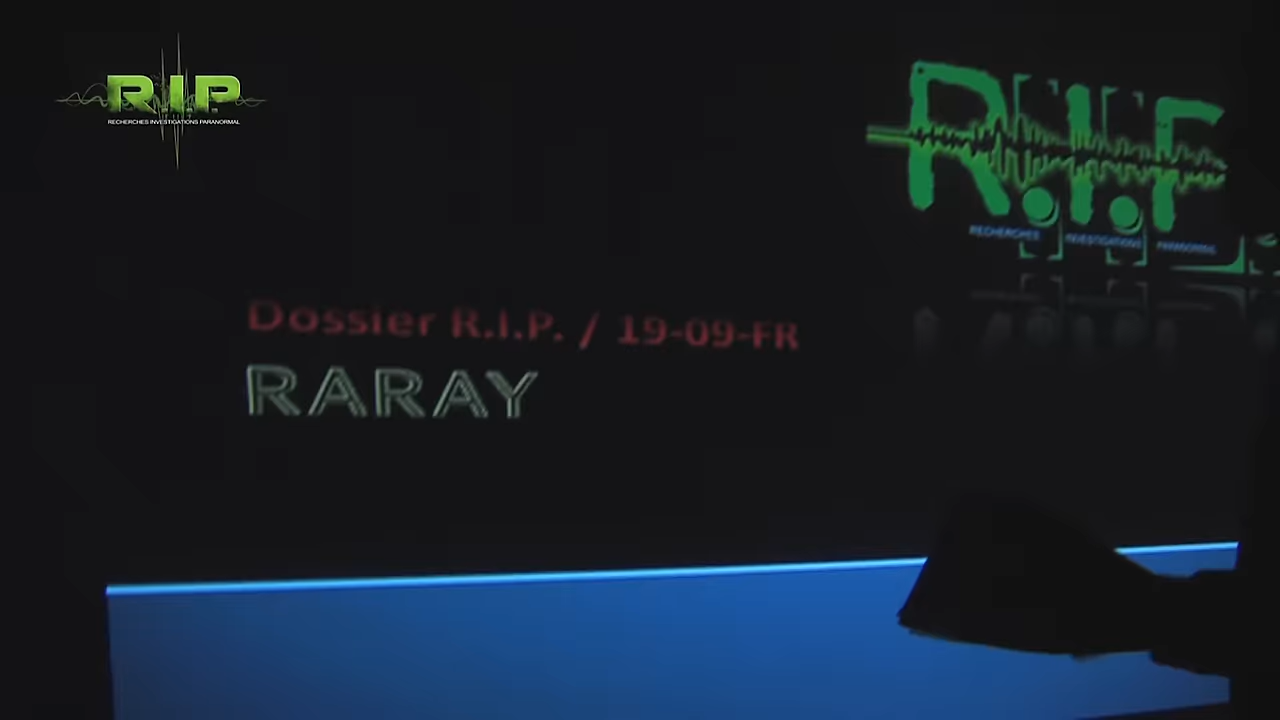 R.I.P.
RECHERCHES INVESTIGATIONS PARANORMAL
R.I.P
RECHERCHES INVESTIGATIONS PARANORMAL
Dossier R.I.P. / 19-09-FR
RARAY